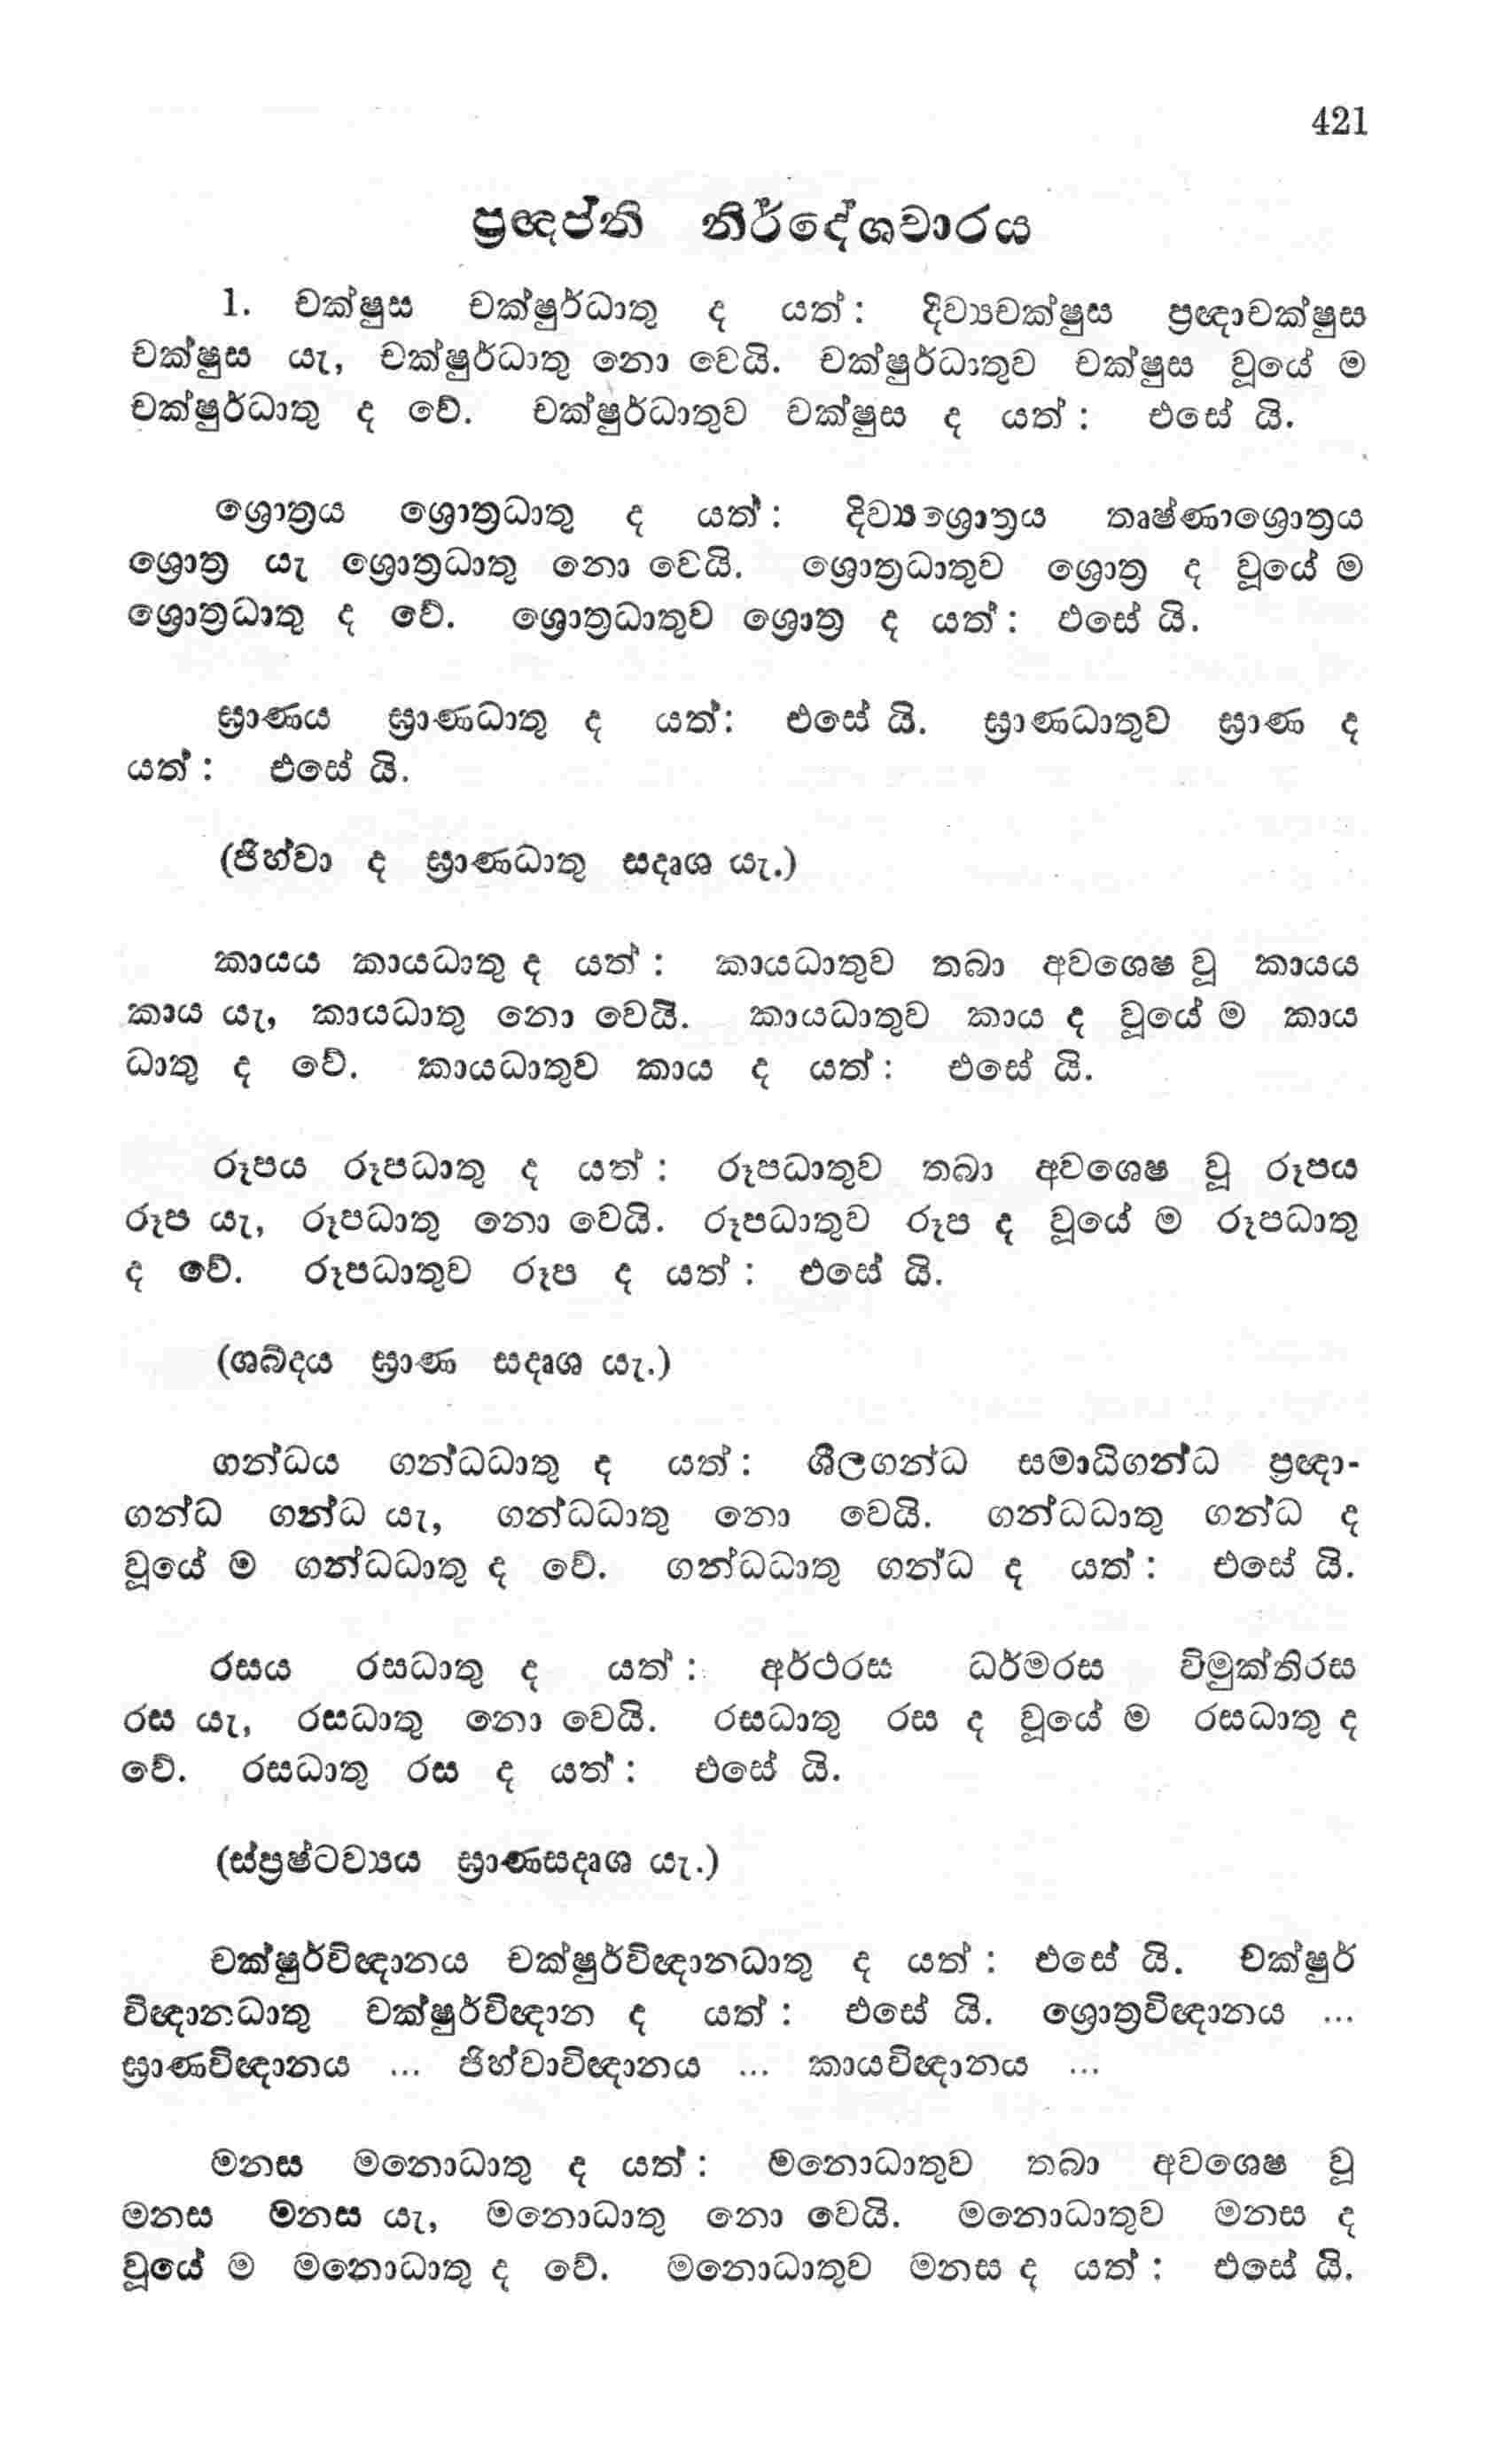 421
ප්‍රඥප්ති නිර්දේශවාරය
1. චක්ෂුස චක්ෂුර්ධාතු ද යත් : දිව්‍යචක්ෂුස ප්‍රඥාචක්ෂුස
චක්ෂුස යැ, චක්ෂුර්ධාතු නො වෙයි. චක්ෂුර්ධාතුව චක්ෂුස වූයේ ම
චක්ෂුර්ධාතු ද වේ. චක්ෂුර්ධාතුව චක්ෂුස ද යත් : එසේ යි.
ශ්‍රොත්‍රය ශ්‍රොත්‍රධාතු ද යත් : දිව්‍යශ්‍රොත්‍රය තෘෂ්ණාශ්‍රොත්‍රය
ශ්‍රොත්‍ර යැ ශ්‍රොත්‍රධාතු නො වෙයි. ශ්‍රොත්‍රධාතුව ශ්‍රොත්‍ර ද වූයේ ම
ශ්‍රොත්‍රධාතු ද වේ. ශ්‍රොත්‍රධාතුව ශ්‍රොත්‍ර ද යත් : එසේ යි.
ඝ්‍රාණය ඝ්‍රාණධාතු ද යත්: එසේ යි. ඝ්‍රාණධාතුව ඝ්‍රාණ ද
යත් : එසේ යි.
(ජිහ්වා ද ඝ්‍රාණධාතු සදෘශ යැ.)
කායය කායධාතු ද යත් : කායධාතුව තබා අවශෙෂ වූ කායය
කාය යැ, කායධාතු නො වෙයි. කායධාතුව කාය ද වූයේ ම කාය
ධාතු ද වේ. කායධාතුව කාය ද යත් : එසේ යි.
රූපය රූපධාතු ද යත් : රූපධාතුව තබා අවශෙෂ වූ රූපය
රූප යැ, රූපධාතු නො වෙයි. රූපධාතුව රූප ද වූයේ ම රූපධාතු
ද වේ. රූපධාතුව රූප ද යත් : එසේ යි.
(ශබ්දය ඝ්‍රාණ සදෘශ යැ.)
ගන්ධය ගන්ධධාතු ද යත් : ශීලගන්ධ සමාධිගන්ධ ප්‍රඥා-
ගන්ධ ගන්ධ යැ, ගන්ධධාතු නො වෙයි. ගන්ධධාතු ගන්ධ ද
වූයේ ම ගන්ධධාතු ද වේ. ගන්ධධාතු ගන්ධ ද යත් : එසේ යි.
රසය රසධාතු ද යත් : අර්ථරස ධර්මරස විමුක්තිරස
රස යැ, රසධාතු නො වෙයි. රසධාතු රස ද වූයේ ම රසධාතු ද
වේ. රසධාතු රස ද යත් : එසේ යි.
(ස්ප්‍රෂ්ටව්‍යය ඝ්‍රාණසදෘශ යැ.)
චක්ෂුර්විඥානය චක්ෂුර්විඥානධාතු ද යත් : එසේ යි. චක්ෂුර්
විඥානධාතු චක්ෂුර්විඥාන ද යත් : එසේ යි. ශ්‍රොත්‍රවිඥානය ...
ඝ්‍රාණවිඥානය ... ජිහ්වාවිඥානය ... කායවිඥානය ...
මනස මනොධාතු ද යත් : මනොධාතුව තබා අවශෙෂ වූ
මනස මනස යැ, මනොධාතු නො වෙයි. මනොධාතුව මනස ද
වූයේ ම මනොධාතු ද වේ. මනොධාතුව මනස ද යත් : එසේ යි.